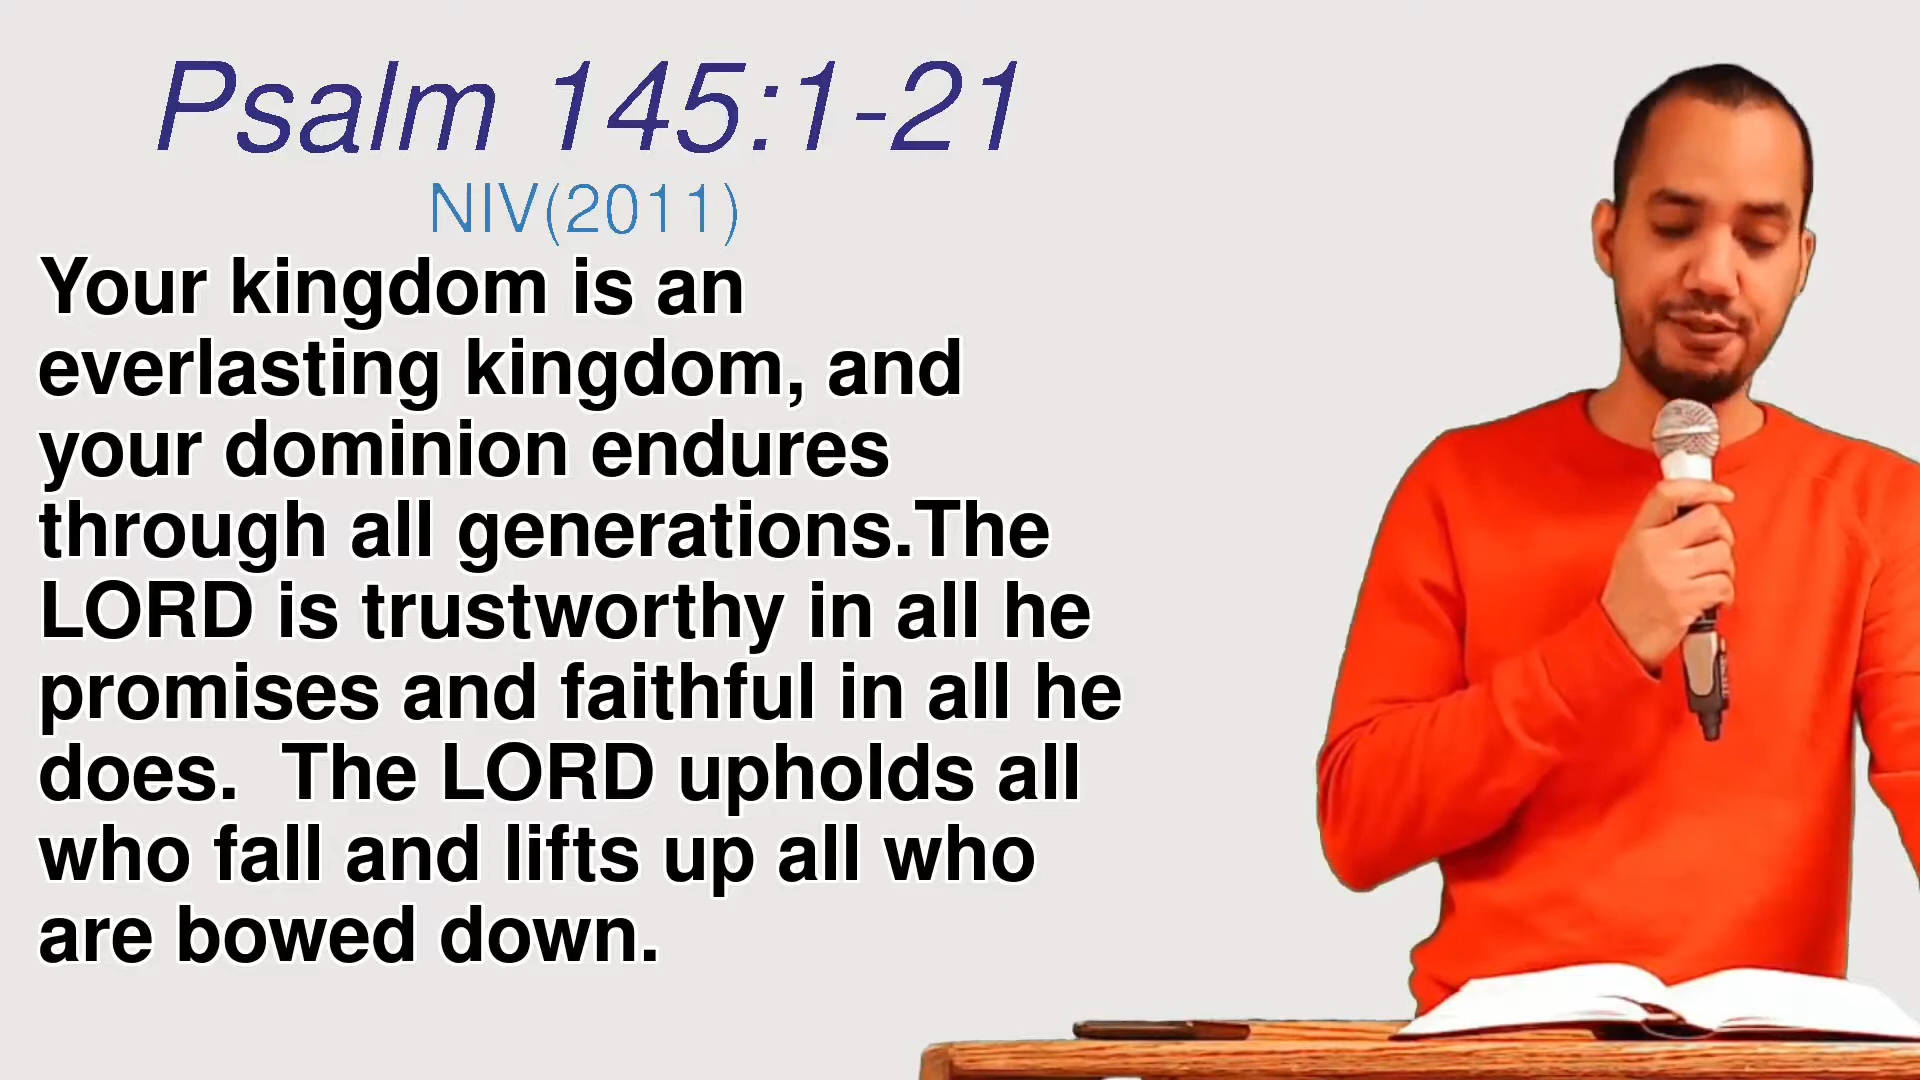 Psalm 145:1-21
NIV(2011)
Your kingdom is an
everlasting kingdom, and
your dominion endures
through all generations.The
LORD is trustworthy in all he
promises and faithful in all he
does.  The LORD upholds all
who fall and lifts up all who
are bowed down.